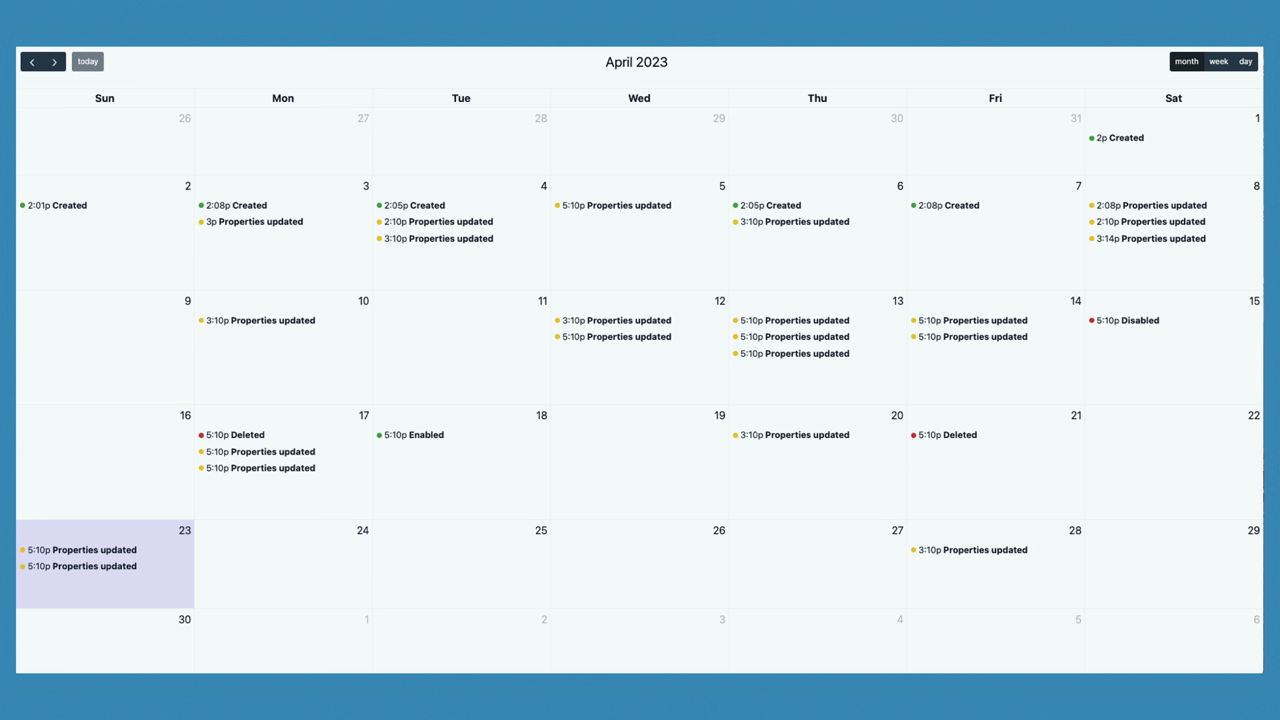 today
April 2023
month week day
Sun Mon Tue Wed Thu Fri Sat
26 27 28 29 30 31 1
2p Created
2 3 4 5 6 7 8
2:01p Created
2:08p Created
3p Properties updated
2:05p Created
2:10p Properties updated
3:10p Properties updated
5:10p Properties updated
2:05p Created
3:10p Properties updated
2:08p Created
2:08p Properties updated
2:10p Properties updated
3:14p Properties updated
9 10 11 12 13 14 15
3:10p Properties updated
3:10p Properties updated
5:10p Properties updated
5:10p Properties updated
5:10p Properties updated
5:10p Properties updated
5:10p Properties updated
5:10p Properties updated
5:10p Disabled
16 17 18 19 20 21 22
5:10p Deleted
5:10p Properties updated
5:10p Properties updated
5:10p Enabled
3:10p Properties updated
5:10p Deleted
23 24 25 26 27 28 29
5:10p Properties updated
5:10p Properties updated
3:10p Properties updated
30 1 2 3 4 5 6